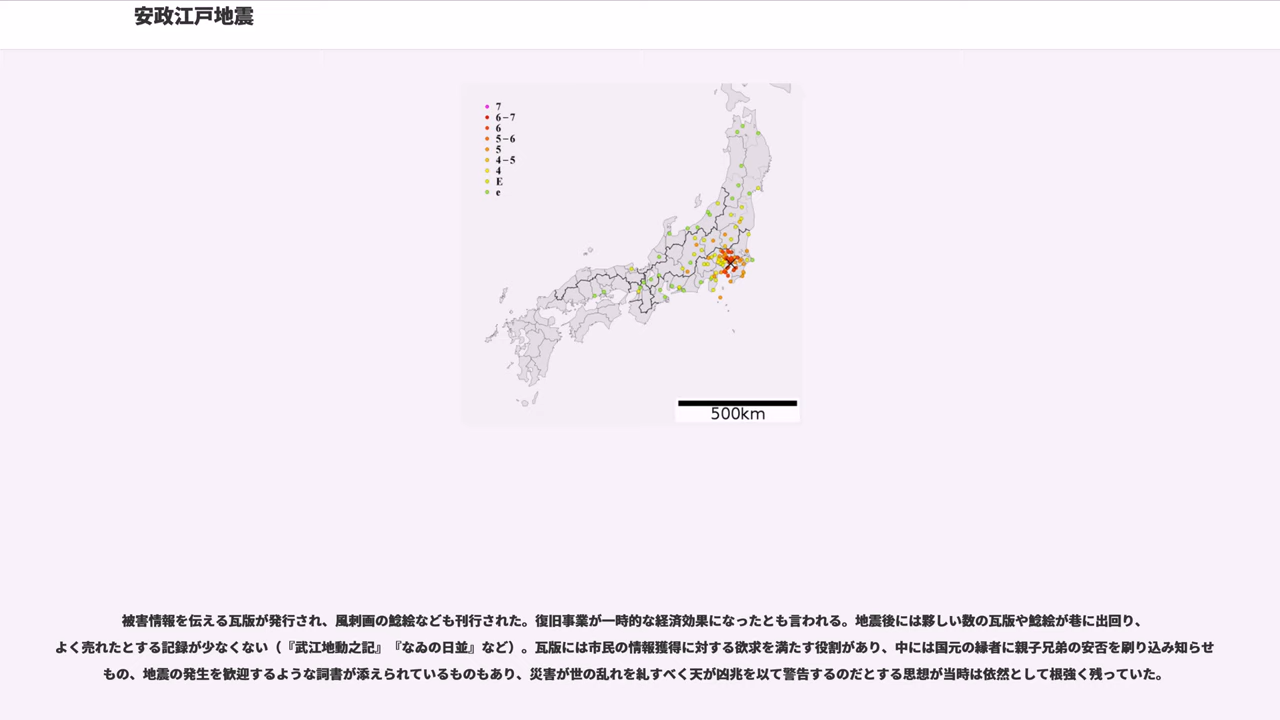 安政江戸地震
7
6−7
6
5−6
5
4−5
4
E
e
500km
被害情報を伝える瓦版が発行され、風刺画の鯰絵なども刊行された。復旧事業が一時的な経済効果になったとも言われる。地震後には夥しい数の瓦版や鯰絵が巷に出回り、
よく売れたとする記録が少なくない（『武江地動之記』『なゐの日並』など）。瓦版には市民の情報獲得に対する欲求を満たす役割があり、中には国元の縁者に親子兄弟の安否を刷り込み知らせ
もの、地震の発生を歓迎するような詞書が添えられているものもあり、災害が世の乱れを糺すべく天が凶兆を以て警告するのだとする思想が当時は依然として根強く残っていた。